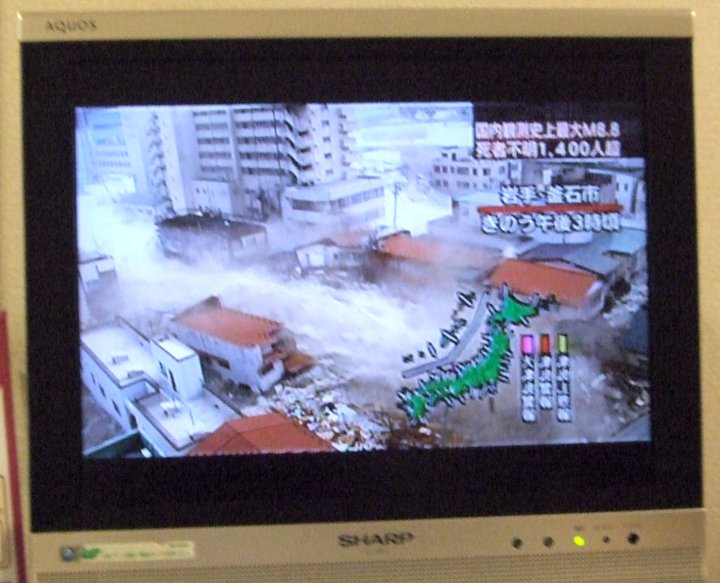 AQUOS
国内観測史上最大M8.8
死者不明1,400人超
岩手・釜石市
きのう午後3時頃
SHARP